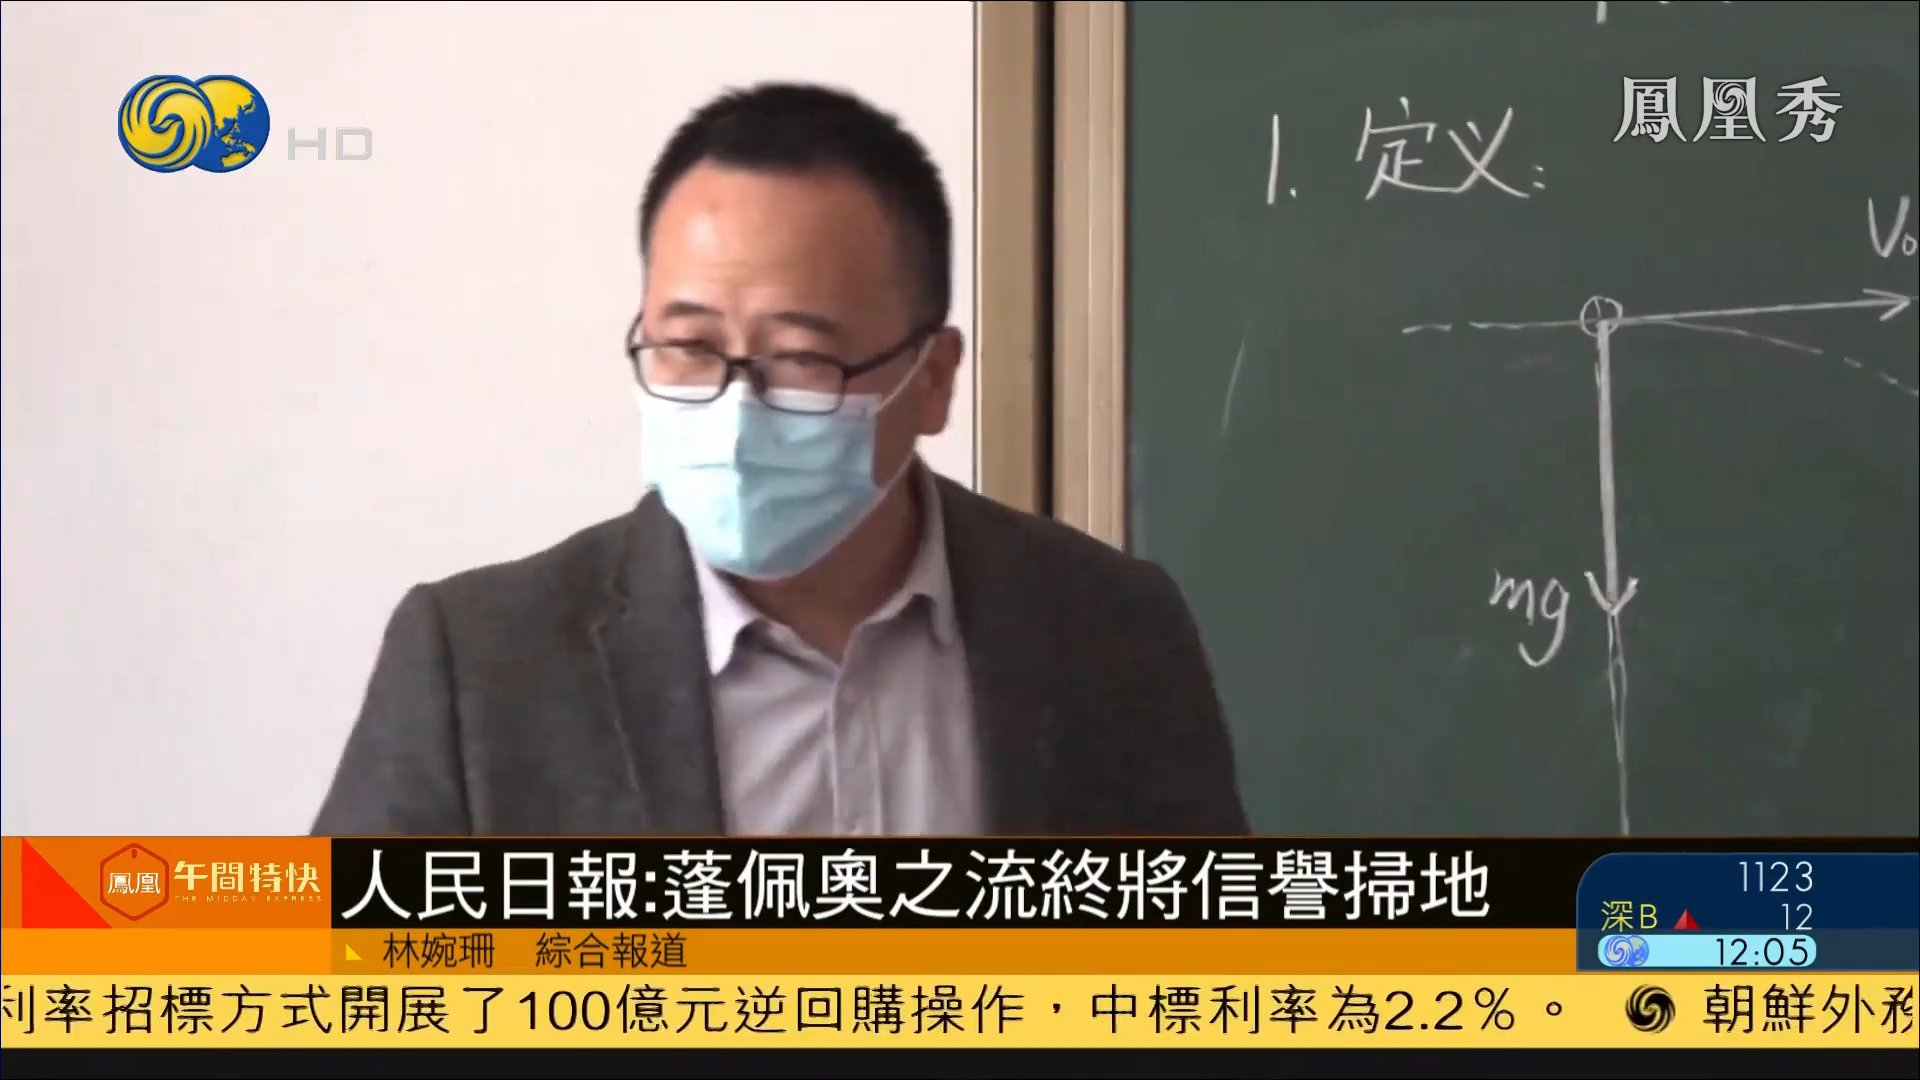 HD
鳳凰秀
1. 定义:
V₀
mg
鳳凰 午間特快
THE MIDDAY EXPRESS
人民日報:蓬佩奧之流終將信譽掃地
林婉珊 綜合報道
1123
深B ▲ 12
12:05
利率招標方式開展了100億元逆回購操作，中標利率為2.2%。 朝鮮外務